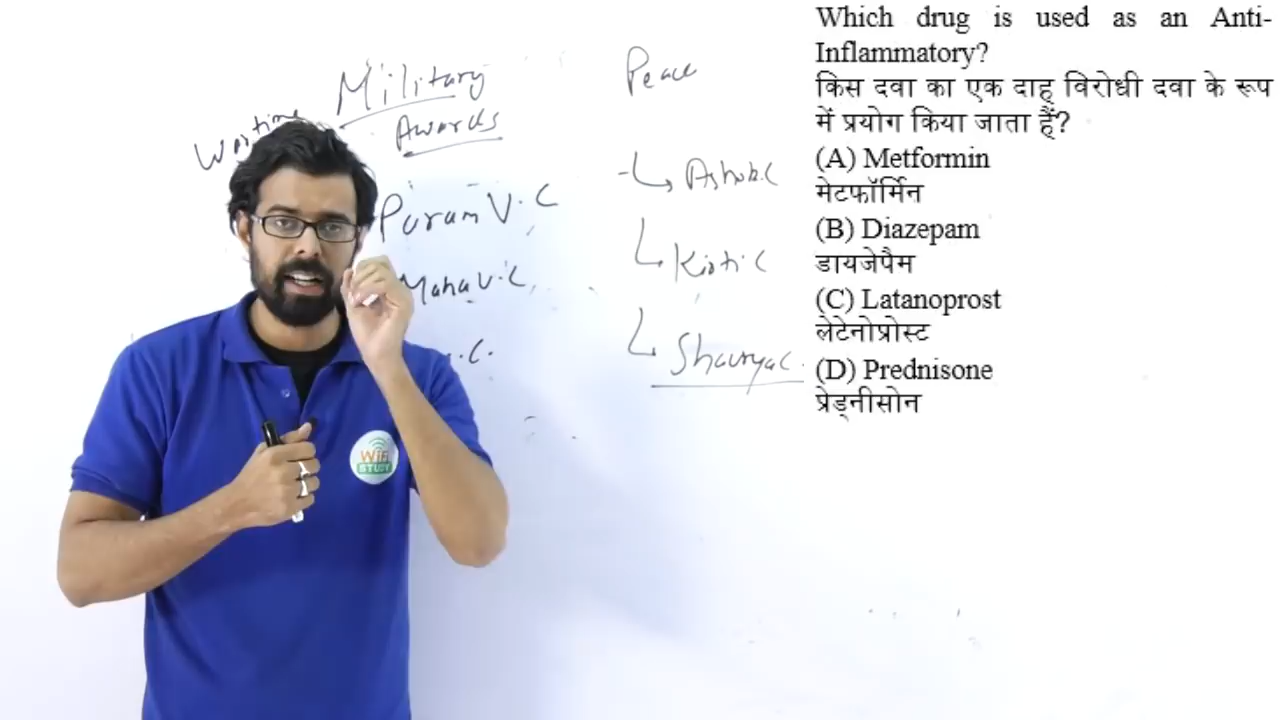 Military
Awards
Wartime
Param V.C
Maha V.C
.C.
Peace
Ashok.C
Kirti C
Shaurya C.
WiFi
STUDY
Which drug is used as an Anti-
Inflammatory?
किस दवा का एक दाह विरोधी दवा के रूप
में प्रयोग किया जाता हैं?
(A) Metformin
मेटफॉर्मिन
(B) Diazepam
डायजेपैम
(C) Latanoprost
लेटेनोप्रोस्ट
(D) Prednisone
प्रेड्नीसोन